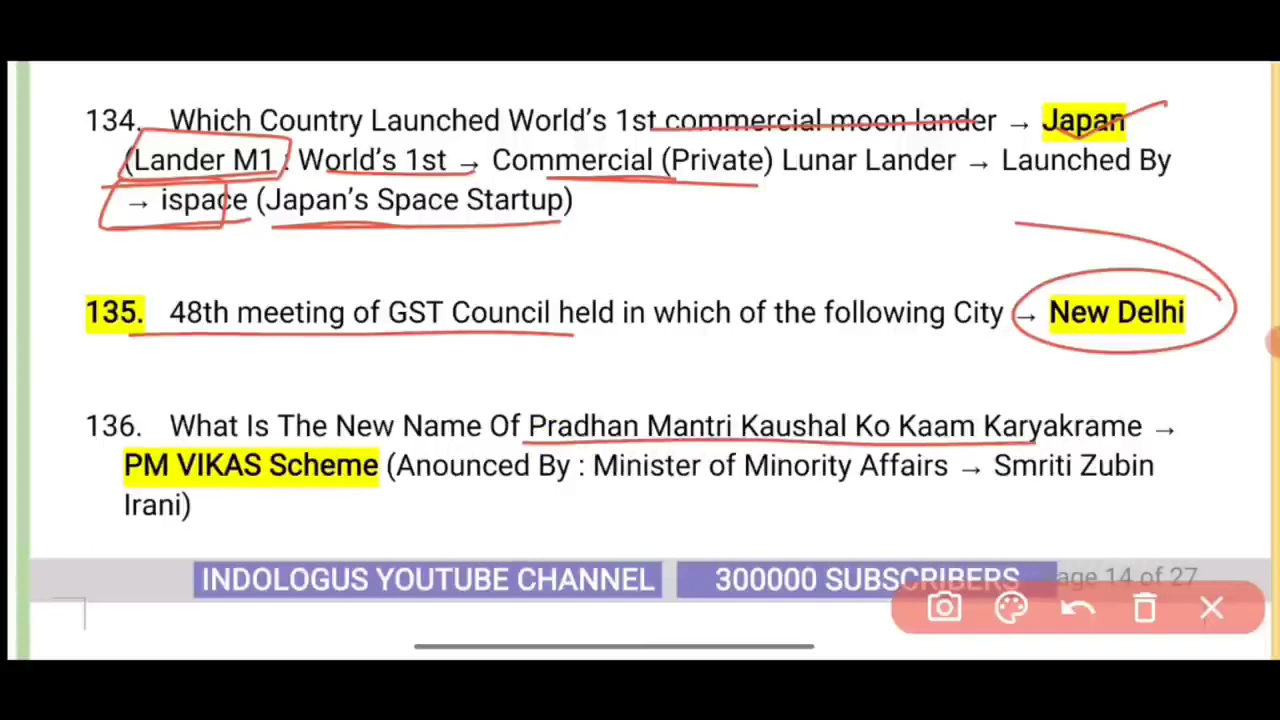 134. Which Country Launched World's 1st commercial moon lander → Japan
(Lander M1 : World's 1st → Commercial (Private) Lunar Lander → Launched By
→ ispace (Japan's Space Startup)
135. 48th meeting of GST Council held in which of the following City → New Delhi
136. What Is The New Name Of Pradhan Mantri Kaushal Ko Kaam Karyakrame →
PM VIKAS Scheme (Anounced By : Minister of Minority Affairs → Smriti Zubin
Irani)
INDOLOGUS YOUTUBE CHANNEL 300000 SUBSCRIBERS age 14 of 27